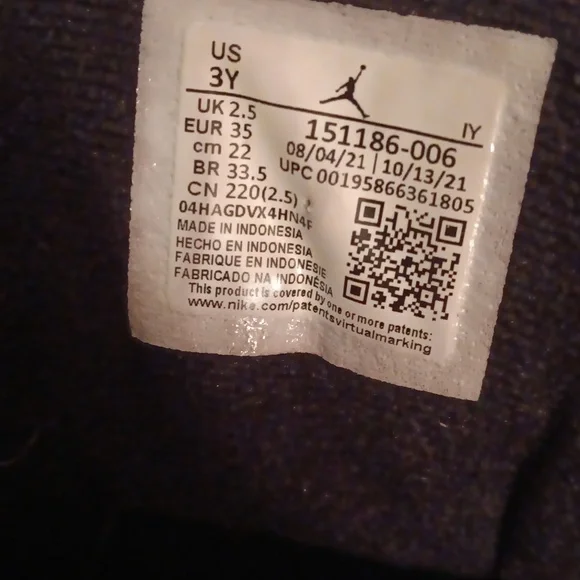 US
3Y
UK 2.5
EUR 35
cm 22
BR 33.5
CN 220(2.5)
IY
151186-006
08/04/21 | 10/13/21
UPC 00195866361805
MADE IN INDONESIA
HECHO EN INDONESIA
FABRIQUE EN INDONESIE
FABRICADO NA INDONÉSIA
This product is covered by one or more patents:
www.nike.com/patentsvirtualmarking